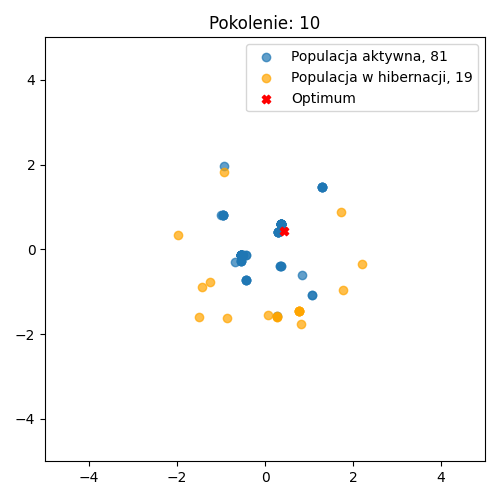 Pokolenie: 10
Populacja aktywna, 81
Populacja w hibernacji, 19
Optimum
4
2
0
−2
−4
−4 −2 0 2 4